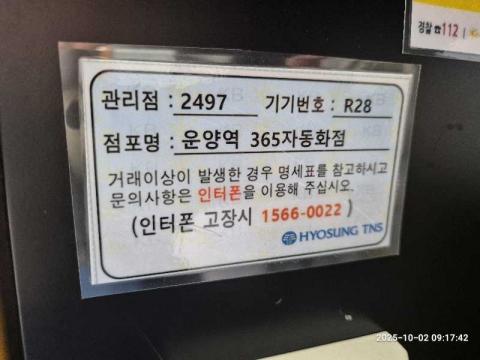 경찰 ☎112
관리점 : 2497 기기번호 : R28
점포명 : 운양역 365자동화점
거래이상이 발생한 경우 명세표를 참고하시고
문의사항은 인터폰을 이용해 주십시오.
(인터폰 고장시 1566-0022 )
HYOSUNG TNS
2025-10-02 09:17:42